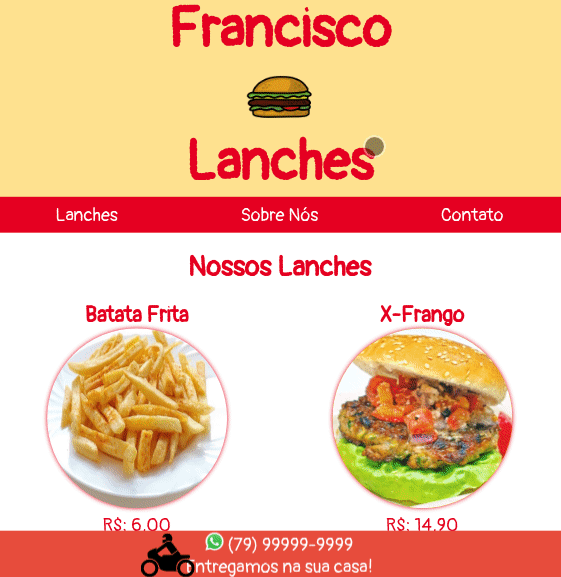 Francisco
Lanches
Lanches Sobre Nós Contato
Nossos Lanches
Batata Frita X-Frango
R$: 6,00 R$: 14,90
(79) 99999-9999
Entregamos na sua casa!